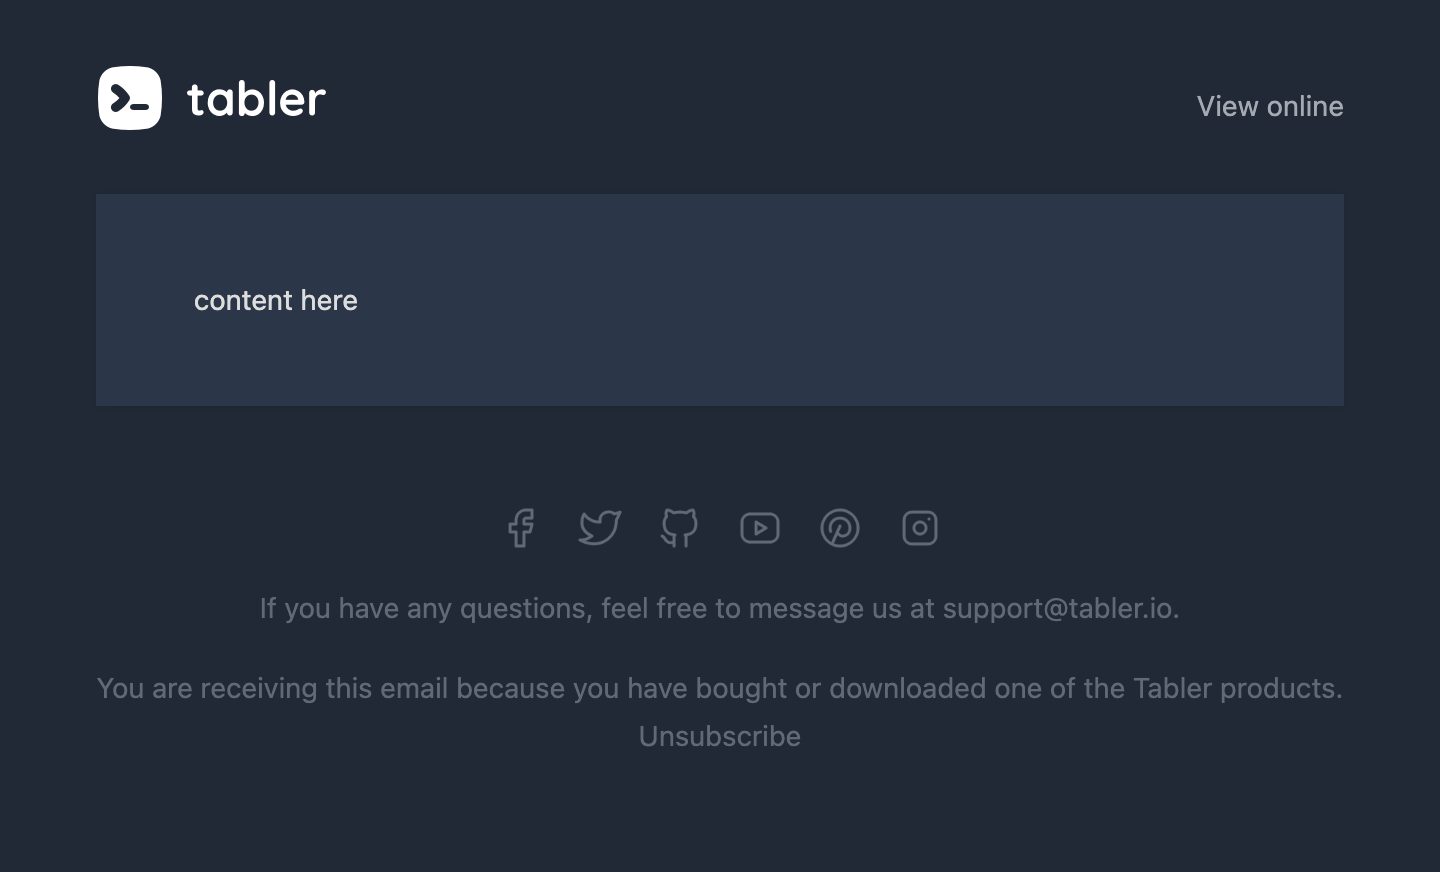 tabler
View online
content here
If you have any questions, feel free to message us at support@tabler.io.
You are receiving this email because you have bought or downloaded one of the Tabler products.
Unsubscribe